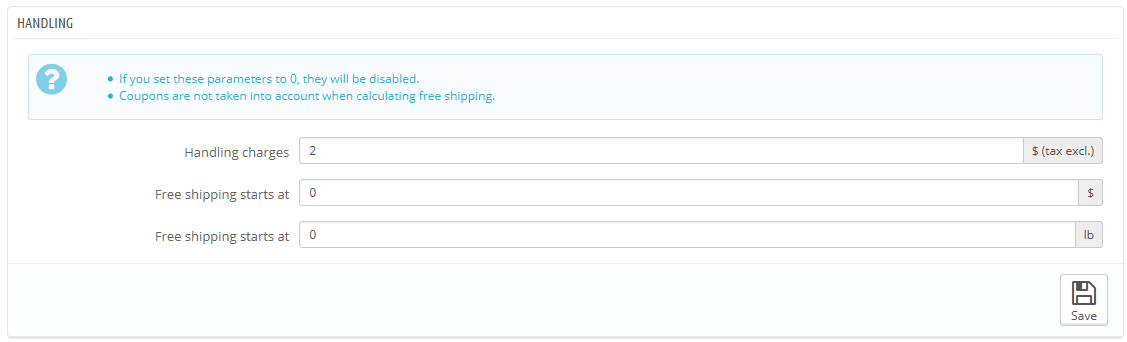 HANDLING
If you set these parameters to 0, they will be disabled.
Coupons are not taken into account when calculating free shipping.
Handling charges 2 $ (tax excl.)
Free shipping starts at 0 $
Free shipping starts at 0 lb
Save